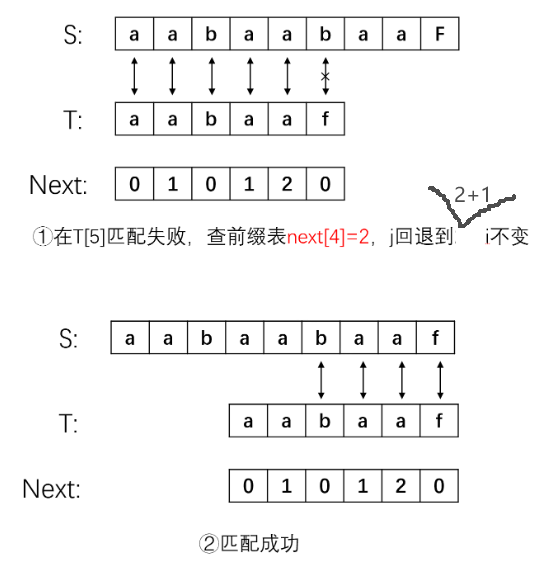 S: a a b a a b a a F
×
T: a a b a a f
Next: 0 1 0 1 2 0
2+1
①在T[5]匹配失败，查前缀表next[4]=2，j回退到 i不变
S: a a b a a b a a f
T: a a b a a f
Next: 0 1 0 1 2 0
②匹配成功